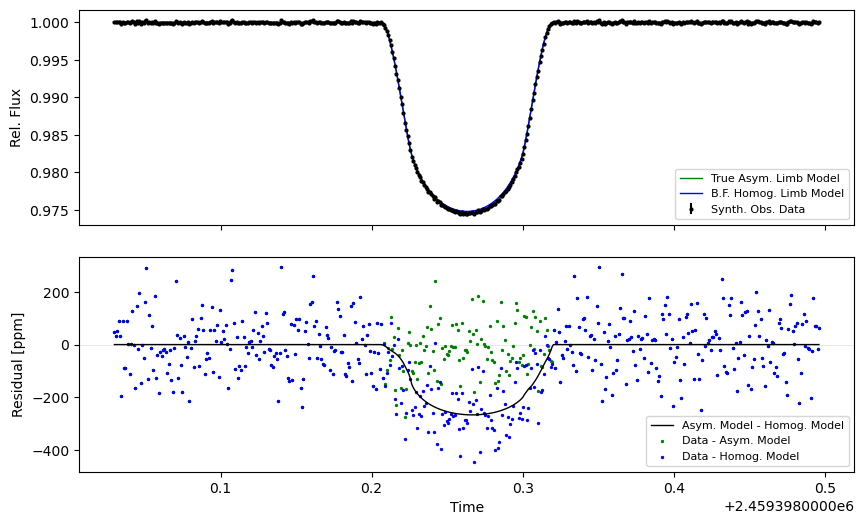 1.000
0.995
0.990
0.985
0.980
0.975
Rel. Flux
True Asym. Limb Model
B.F. Homog. Limb Model
Synth. Obs. Data
200
0
−200
−400
Residual [ppm]
Asym. Model - Homog. Model
Data - Asym. Model
Data - Homog. Model
0.1 0.2 0.3 0.4 0.5
Time
+2.4593980000e6